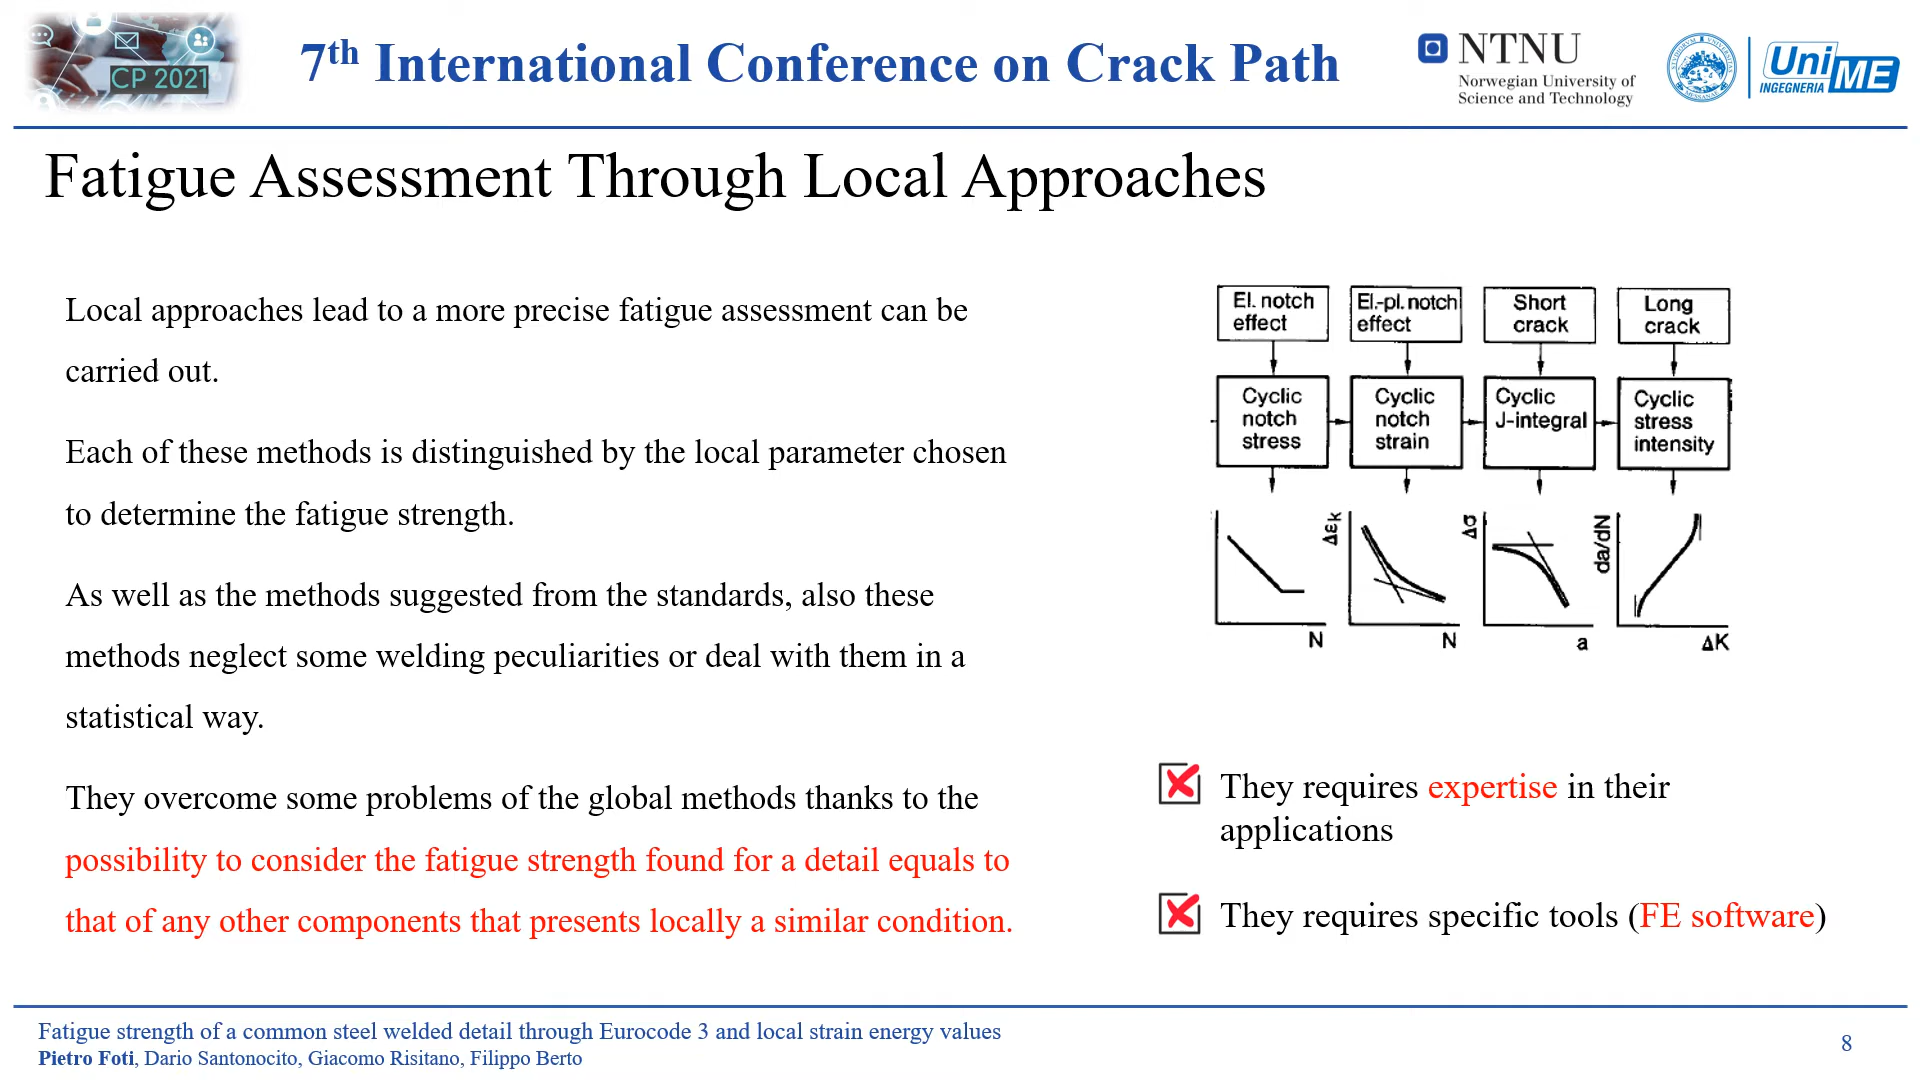 CP 2021
7th International Conference on Crack Path
NTNU
Norwegian University of
Science and Technology
Uni
ME
INGEGNERIA
Fatigue Assessment Through Local Approaches
Local approaches lead to a more precise fatigue assessment can be
carried out.
Each of these methods is distinguished by the local parameter chosen
to determine the fatigue strength.
As well as the methods suggested from the standards, also these
methods neglect some welding peculiarities or deal with them in a
statistical way.
They overcome some problems of the global methods thanks to the
possibility to consider the fatigue strength found for a detail equals to
that of any other components that presents locally a similar condition.
El. notch
effect
El.-pl. notch
effect
Short
crack
Long
crack
Cyclic
notch
stress
Cyclic
notch
strain
Cyclic
J-integral
Cyclic
stress
intensity
N
Δεk
N
Δσ
a
da/dN
ΔK
They requires expertise in their
applications
They requires specific tools (FE software)
Fatigue strength of a common steel welded detail through Eurocode 3 and local strain energy values
Pietro Foti, Dario Santonocito, Giacomo Risitano, Filippo Berto
8